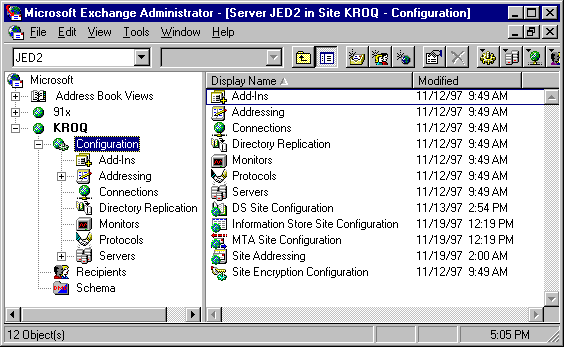 Microsoft Exchange Administrator - [Server JED2 in Site KROQ - Configuration]
File Edit View Tools Window Help
JED2
Microsoft
Address Book Views
91x
KROQ
Configuration
Add-Ins
Addressing
Connections
Directory Replication
Monitors
Protocols
Servers
Recipients
Schema
Display Name Modified
Add-Ins 11/12/97 9:49 AM
Addressing 11/12/97 9:49 AM
Connections 11/12/97 9:49 AM
Directory Replication 11/12/97 9:49 AM
Monitors 11/12/97 9:49 AM
Protocols 11/12/97 9:49 AM
Servers 11/12/97 9:49 AM
DS Site Configuration 11/13/97 2:54 PM
Information Store Site Configuration 11/19/97 12:19 PM
MTA Site Configuration 11/19/97 12:19 PM
Site Addressing 11/19/97 2:00 AM
Site Encryption Configuration 11/12/97 9:49 AM
12 Object(s) 5:05 PM